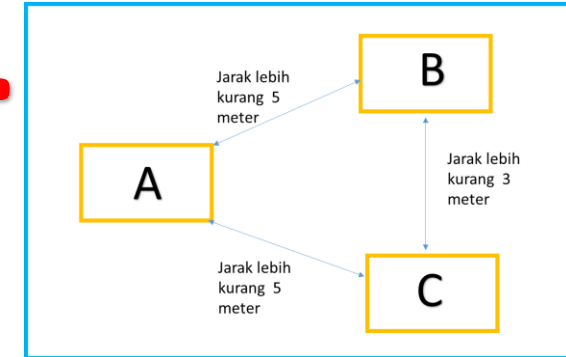 B
Jarak lebih
kurang 5
meter
A
Jarak lebih
kurang 3
meter
Jarak lebih
kurang 5
meter
C